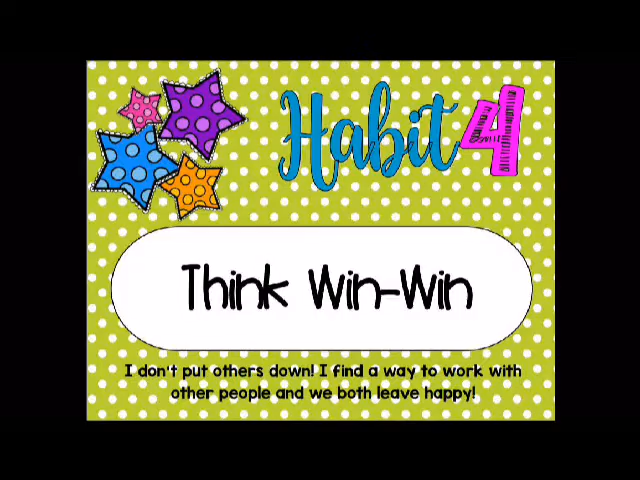 Habit 4
Think Win-Win
I don't put others down! I find a way to work with
other people and we both leave happy!